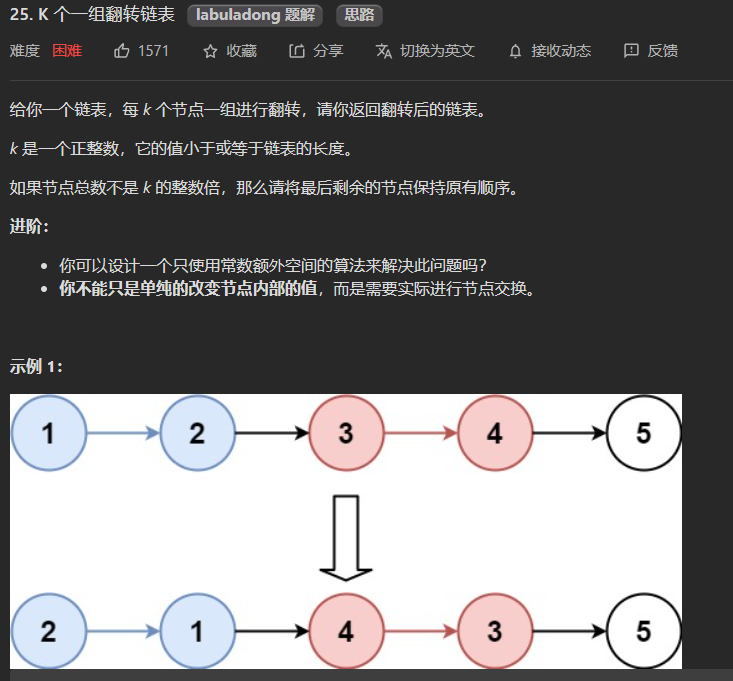 25. K 个一组翻转链表 labuladong 题解 思路
难度 困难 1571 收藏 分享 切换为英文 接收动态 反馈
给你一个链表，每 k 个节点一组进行翻转，请你返回翻转后的链表。
k 是一个正整数，它的值小于或等于链表的长度。
如果节点总数不是 k 的整数倍，那么请将最后剩余的节点保持原有顺序。
进阶：
• 你可以设计一个只使用常数额外空间的算法来解决此问题吗？
• 你不能只是单纯的改变节点内部的值，而是需要实际进行节点交换。
示例 1：
1 2 3 4 5
2 1 4 3 5